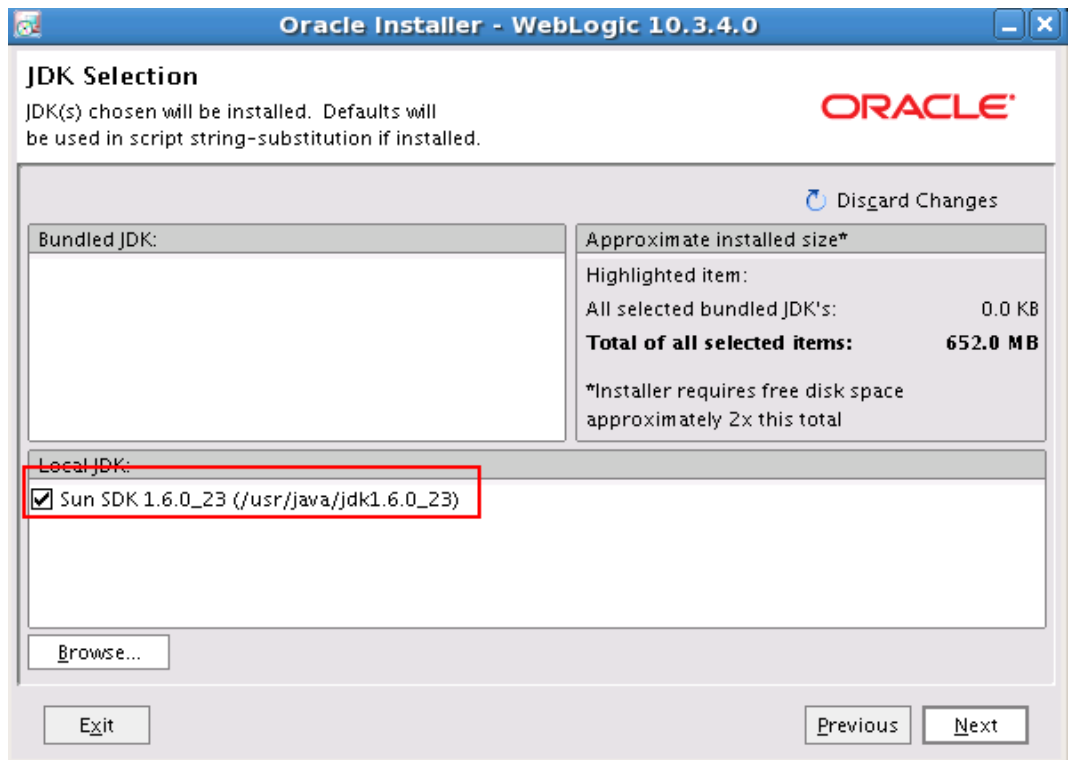 Oracle Installer - WebLogic 10.3.4.0
JDK Selection
JDK(s) chosen will be installed. Defaults will
be used in script string-substitution if installed.
ORACLE
Discard Changes
Bundled JDK:
Approximate installed size*
Highlighted item:
All selected bundled JDK's: 0.0 KB
Total of all selected items: 652.0 MB
*Installer requires free disk space
approximately 2x this total
Local JDK:
Sun SDK 1.6.0_23 (/usr/java/jdk1.6.0_23)
Browse...
Exit
Previous
Next